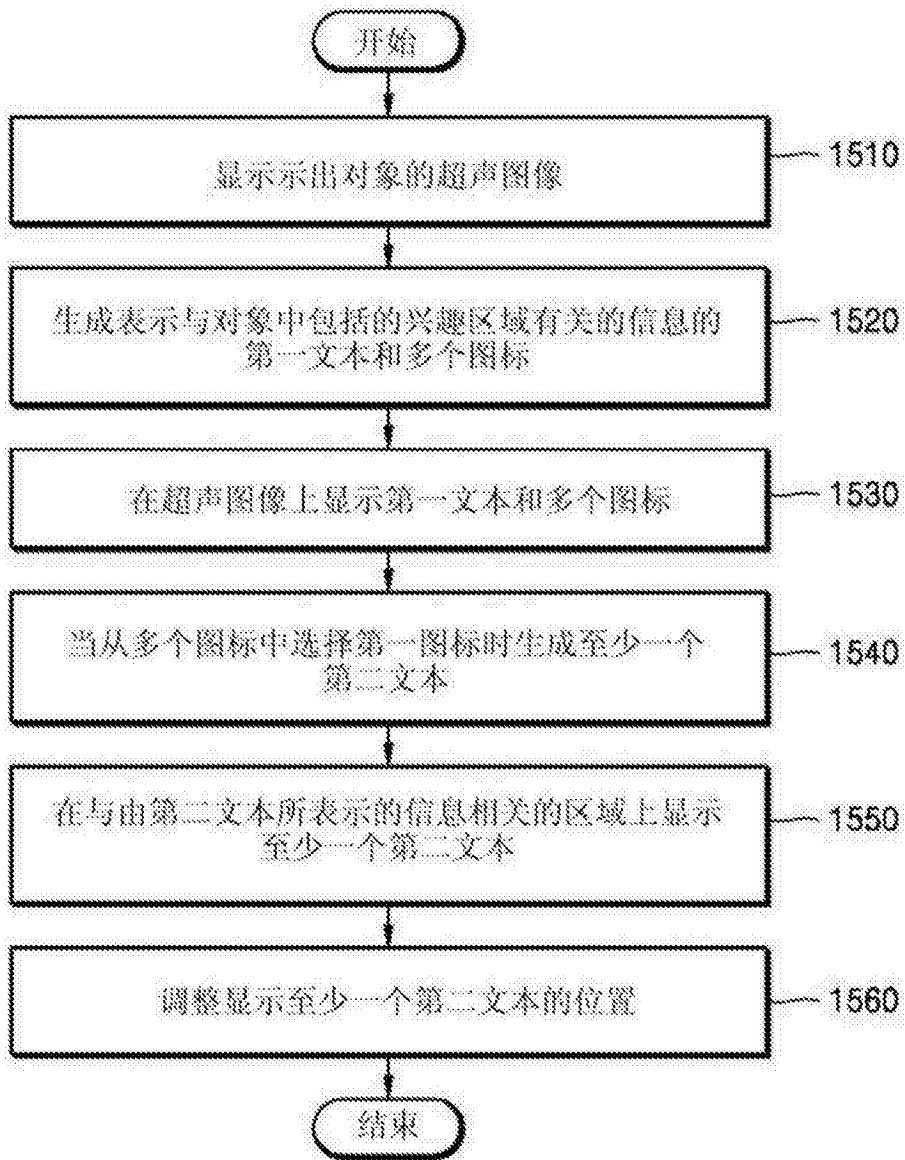 开始
显示示出对象的超声图像
1510
生成表示与对象中包括的兴趣区域有关的信息的
第一文本和多个图标
1520
在超声图像上显示第一文本和多个图标
1530
当从多个图标中选择第一图标时生成至少一个
第二文本
1540
在与由第二文本所表示的信息相关的区域上显示
至少一个第二文本
1550
调整显示至少一个第二文本的位置
1560
结束